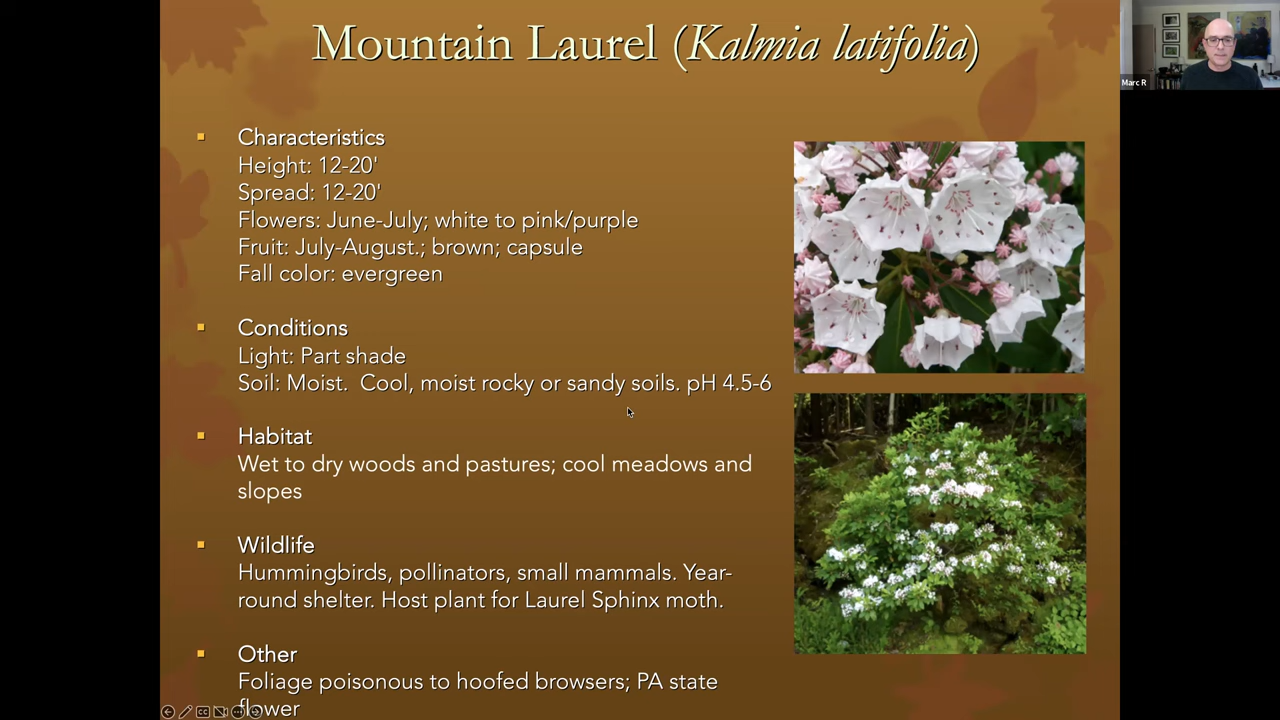 Mountain Laurel (Kalmia latifolia)
Marc R
Characteristics
Height: 12-20'
Spread: 12-20'
Flowers: June-July; white to pink/purple
Fruit: July-August.; brown; capsule
Fall color: evergreen
Conditions
Light: Part shade
Soil: Moist.  Cool, moist rocky or sandy soils. pH 4.5-6
Habitat
Wet to dry woods and pastures; cool meadows and
slopes
Wildlife
Hummingbirds, pollinators, small mammals. Year-
round shelter. Host plant for Laurel Sphinx moth.
Other
Foliage poisonous to hoofed browsers; PA state
flower
CC